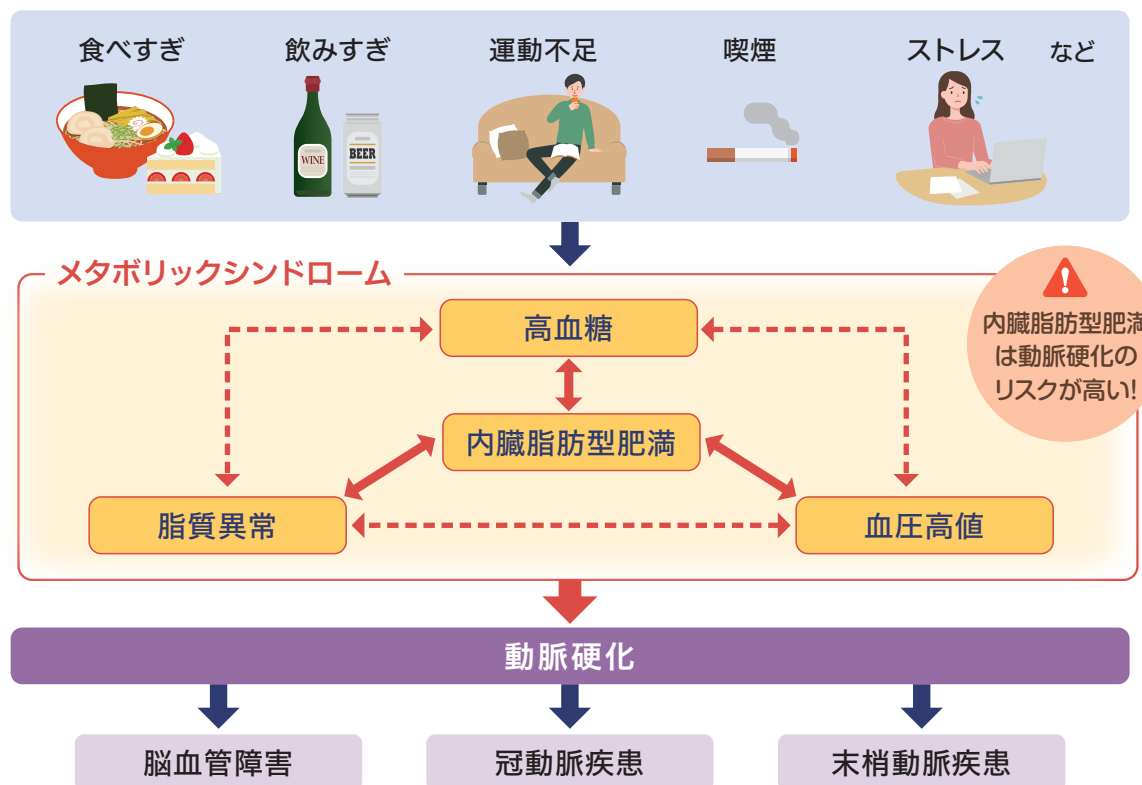 食べすぎ
飲みすぎ
運動不足
喫煙
ストレス
など
WINE
BEER
メタボリックシンドローム
内臓脂肪型肥満
は動脈硬化の
リスクが高い!
高血糖
内臓脂肪型肥満
脂質異常
血圧高値
動脈硬化
脳血管障害
冠動脈疾患
末梢動脈疾患